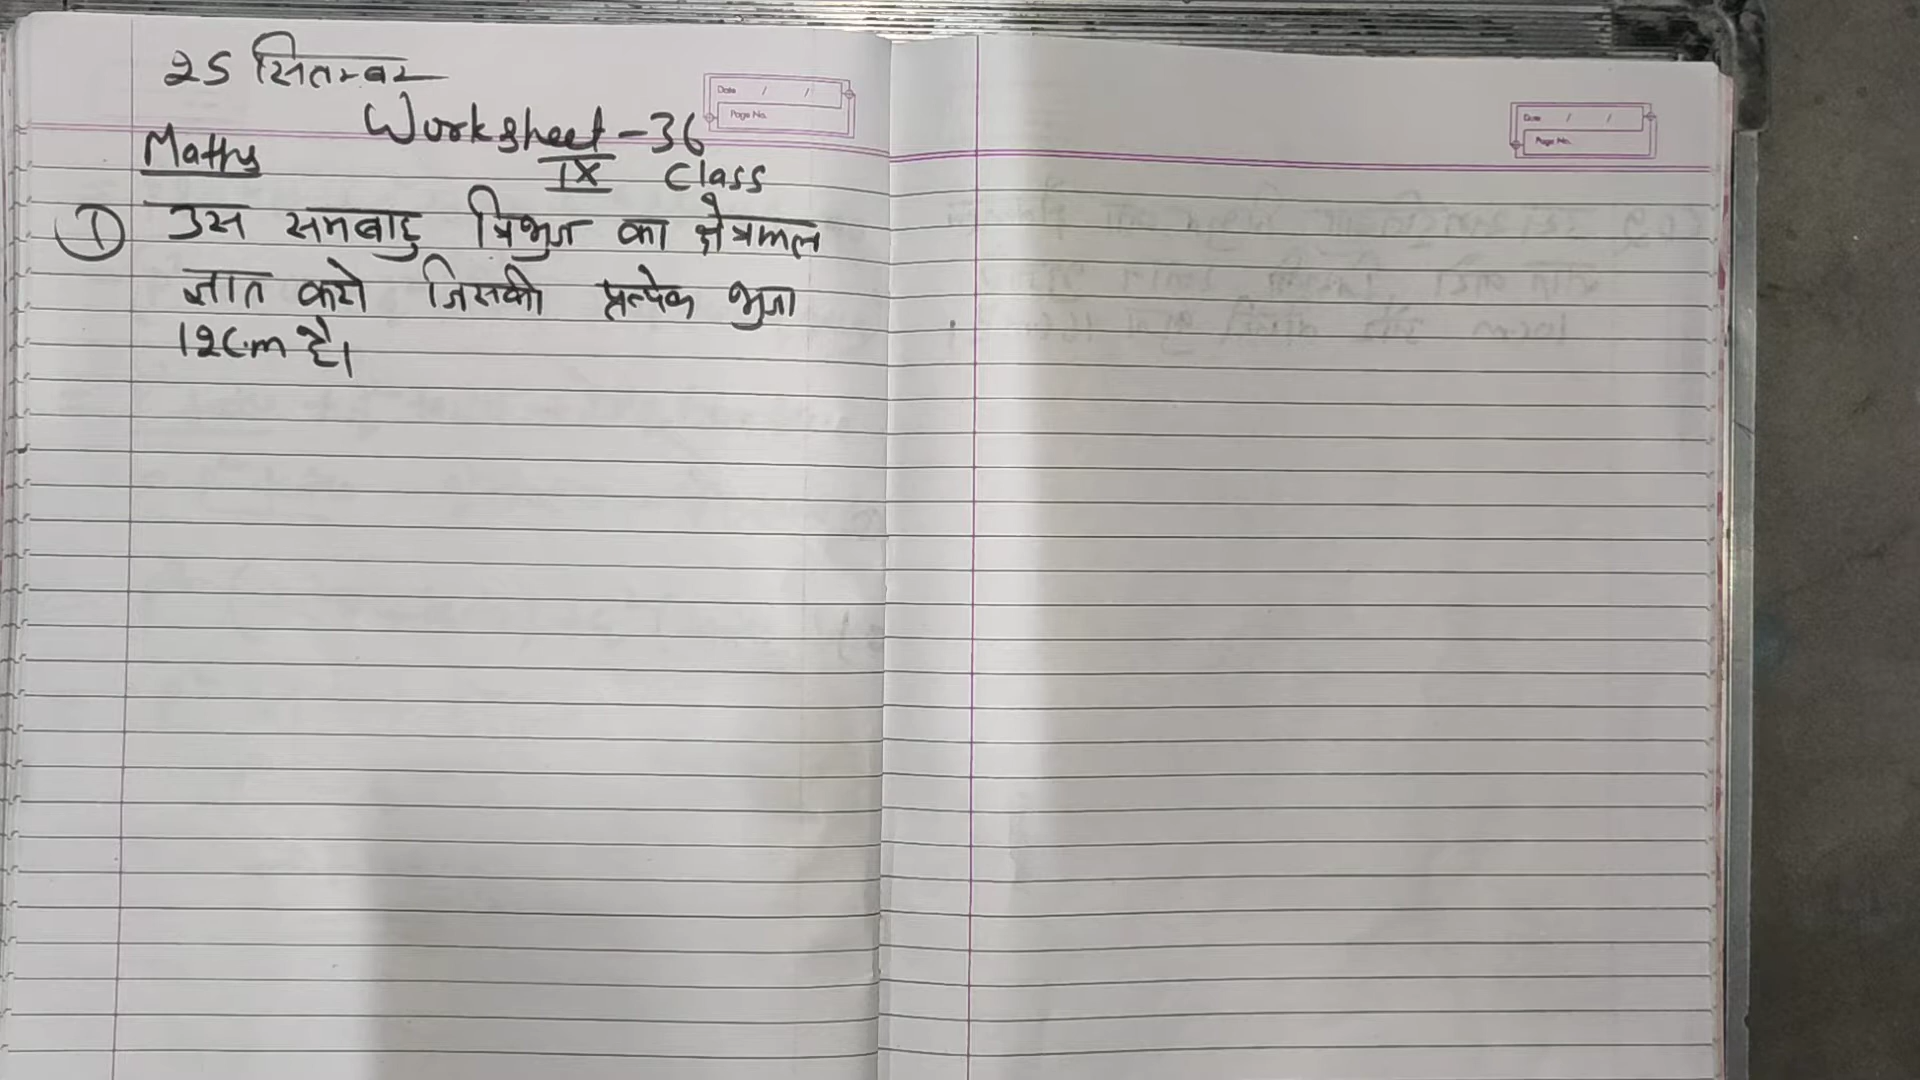 25 सितम्बर
Worksheet-36
Maths
IX Class
① उस समबाहु त्रिभुज का क्षेत्रफल
ज्ञात करो जिसकी प्रत्येक भुजा
12cm है।
Date / /
Page No.
Date / /
Page No.